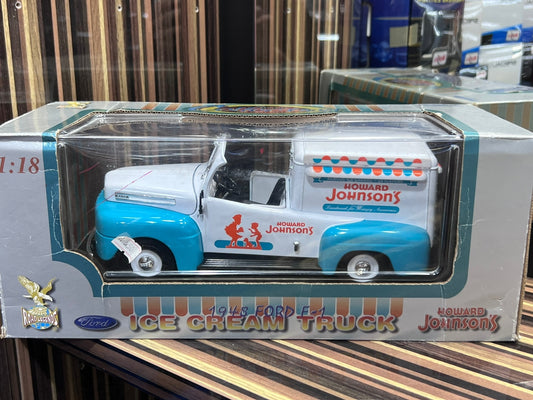 1:18
HOWARD
JOHNSON'S
HOWARD
JOHNSON'S
1948 FORD F-1
Ford
ICE CREAM TRUCK
HOWARD
JOHNSON'S